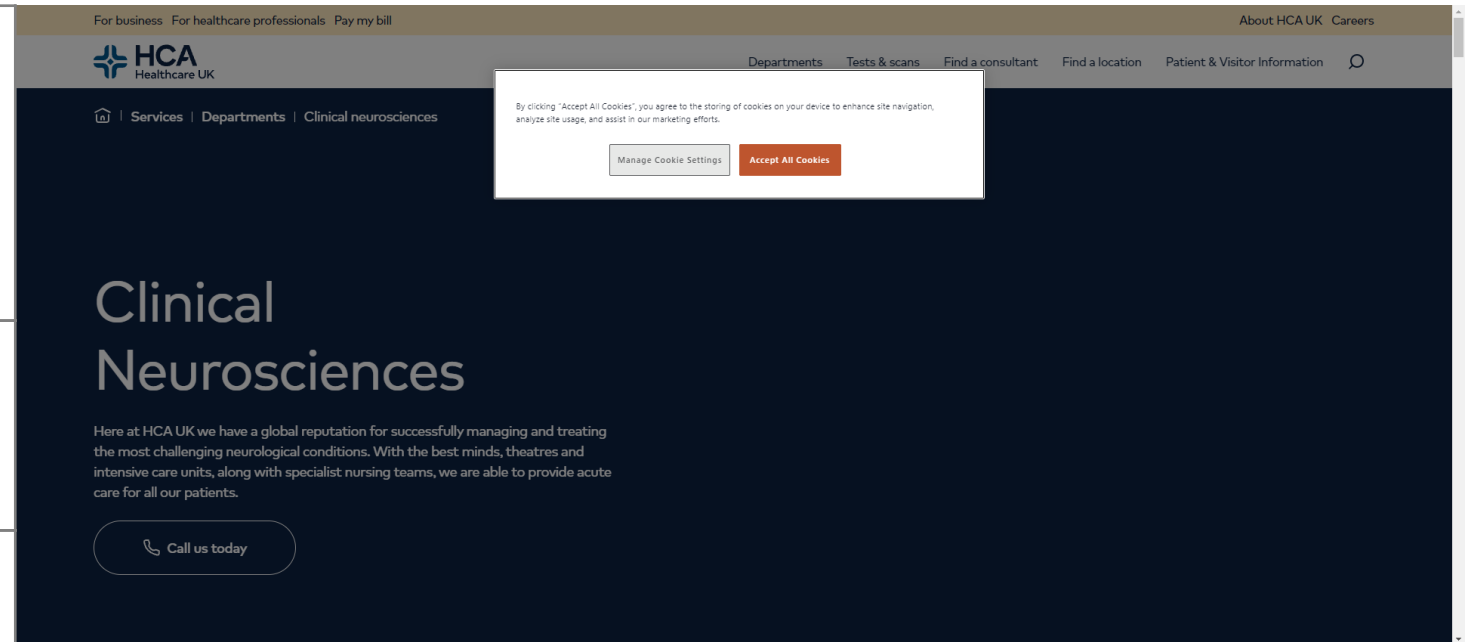 For business For healthcare professionals Pay my bill About HCA UK Careers
HCA
Healthcare UK
Departments Tests & scans Find a consultant Find a location Patient & Visitor Information
Services | Departments | Clinical neurosciences
By clicking "Accept All Cookies", you agree to the storing of cookies on your device to enhance site navigation,
analyze site usage, and assist in our marketing efforts.
Manage Cookie Settings Accept All Cookies
Clinical
Neurosciences
Here at HCA UK we have a global reputation for successfully managing and treating
the most challenging neurological conditions. With the best minds, theatres and
intensive care units, along with specialist nursing teams, we are able to provide acute
care for all our patients.
Call us today